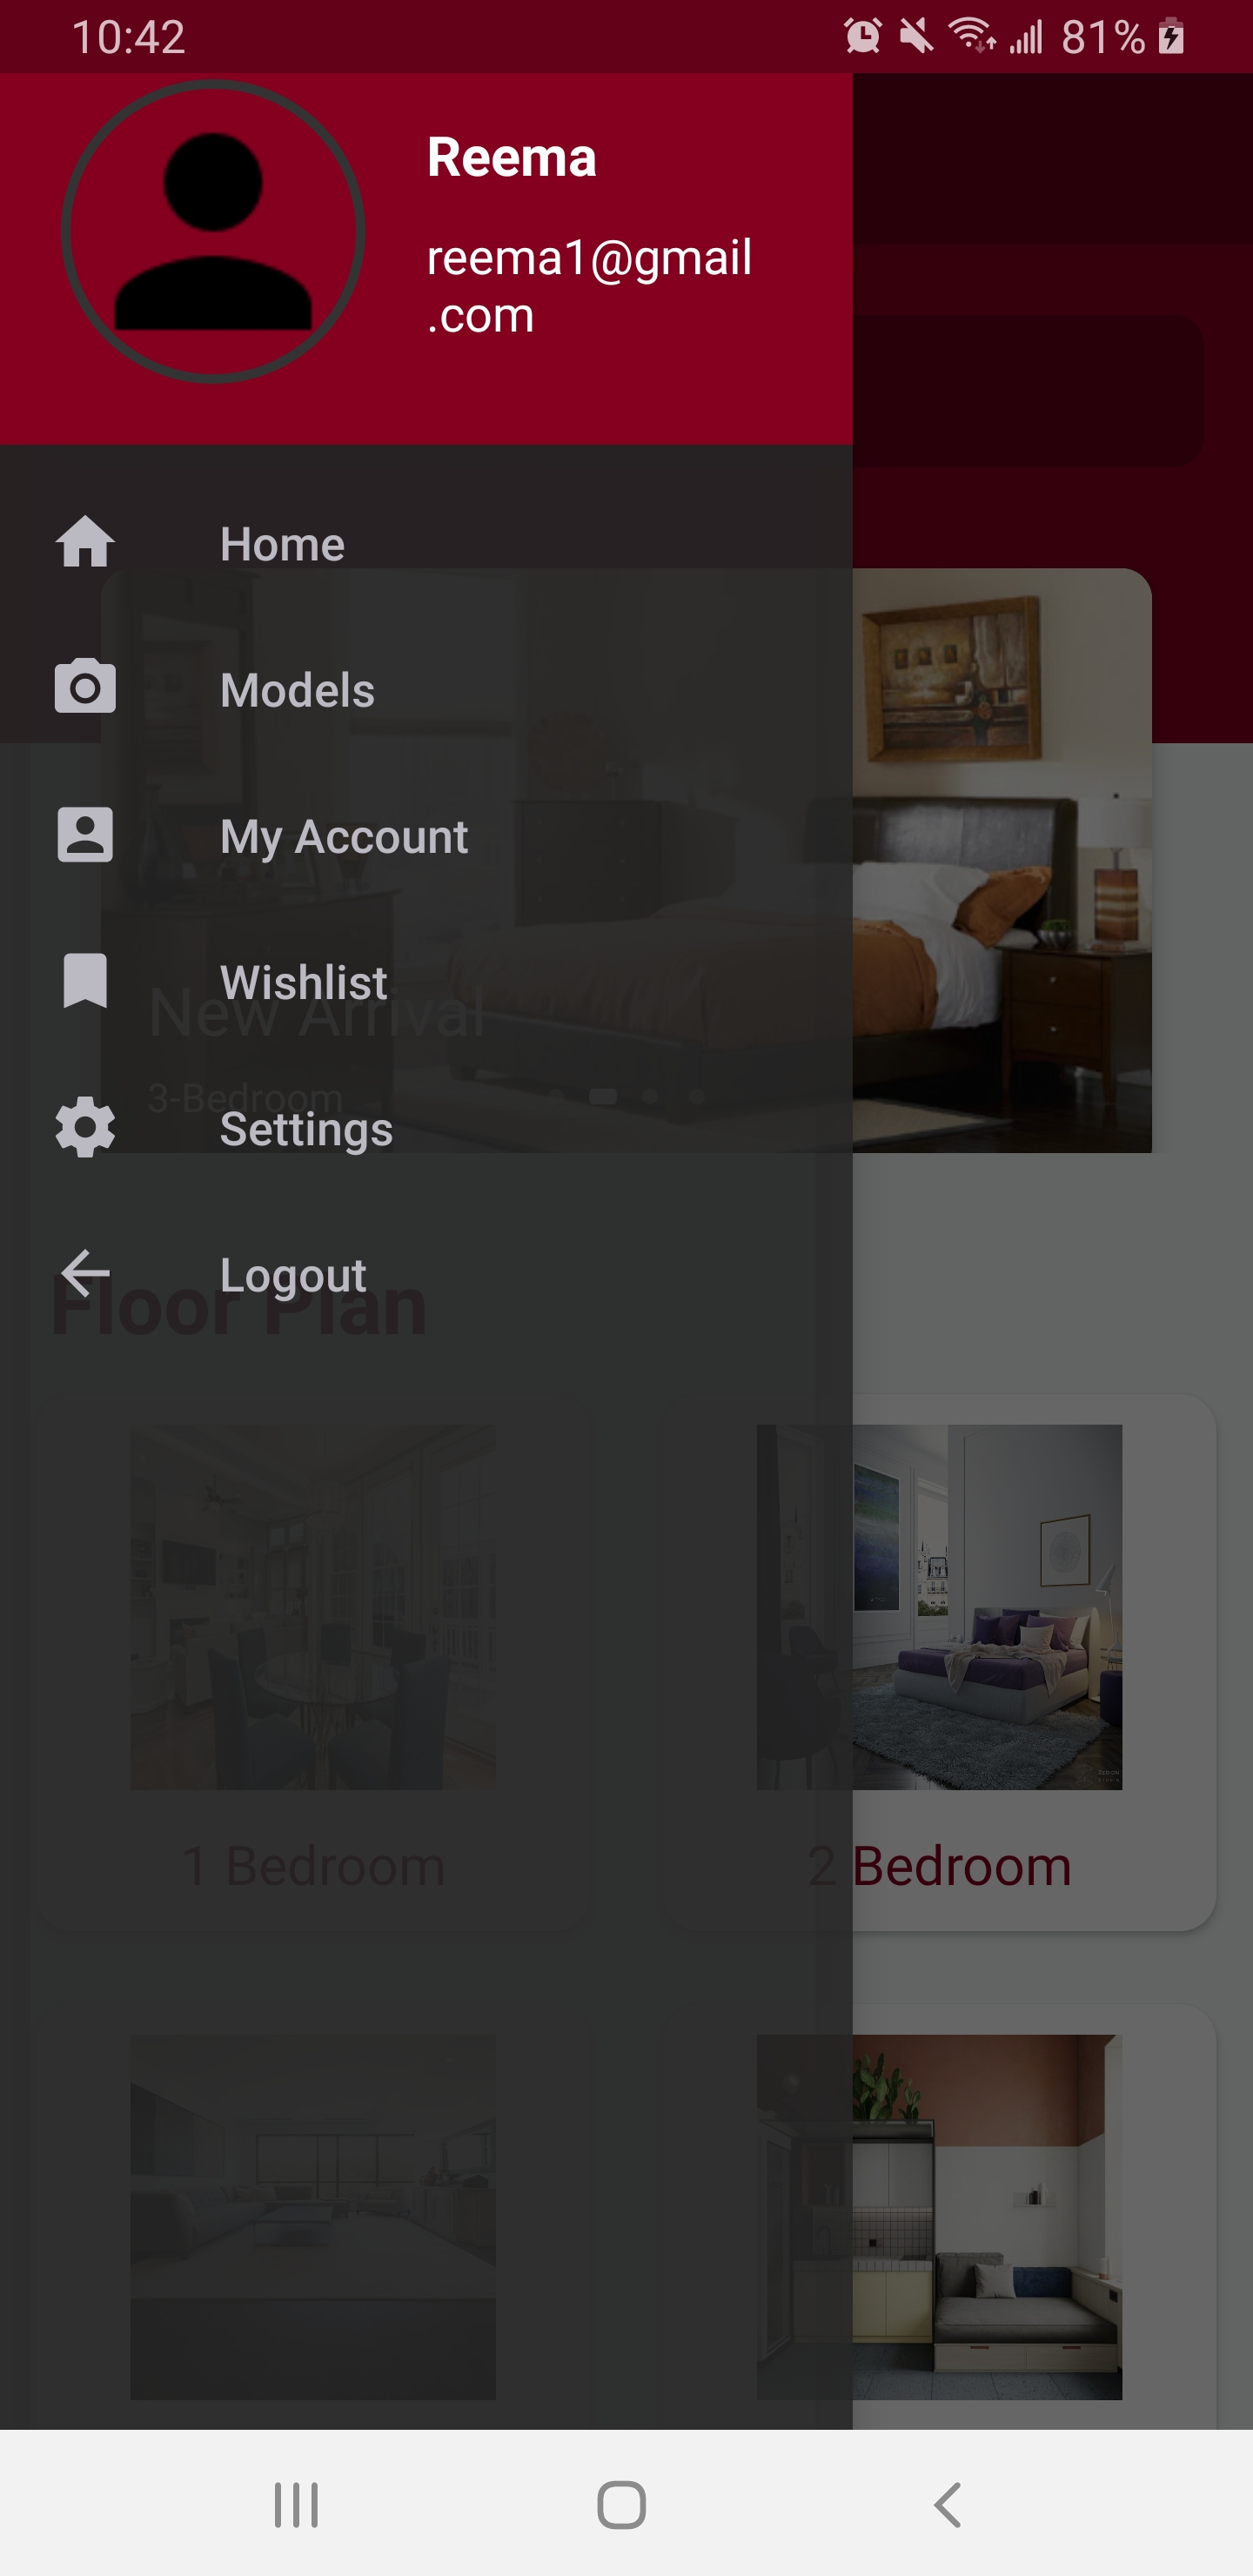 10:42 81%
Reema
reema1@gmail
.com
Home
Models
My Account
Wishlist
New Arrival
3-Bedroom
Settings
Logout
Floor Plan
1 Bedroom
2 Bedroom